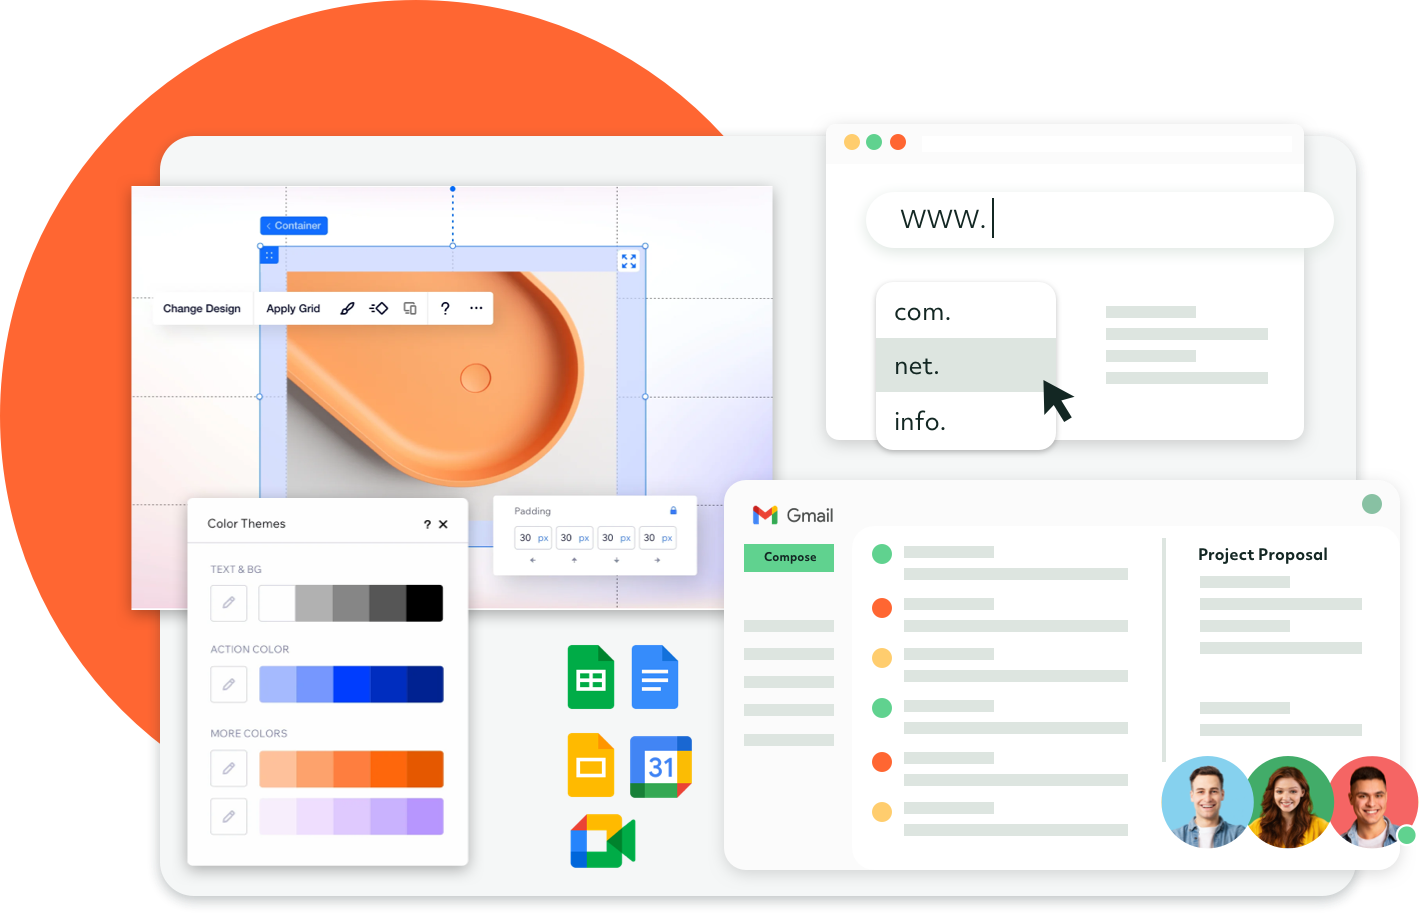 ‹ Container
Change Design
Apply Grid
?
...
Padding
30 px
30 px
30 px
30 px
Color Themes
?
TEXT & BG
ACTION COLOR
MORE COLORS
www.
com.
net.
info.
31
Gmail
Compose
Project Proposal